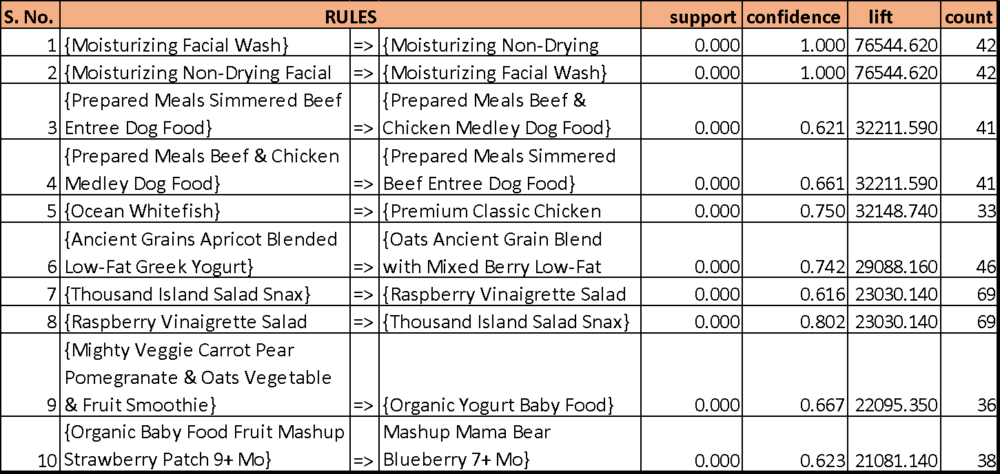 S. No. RULES support confidence lift count
1 {Moisturizing Facial Wash} => {Moisturizing Non-Drying 0.000 1.000 76544.620 42
2 {Moisturizing Non-Drying Facial => {Moisturizing Facial Wash} 0.000 1.000 76544.620 42
{Prepared Meals Simmered Beef {Prepared Meals Beef &
3 Entree Dog Food} => Chicken Medley Dog Food} 0.000 0.621 32211.590 41
{Prepared Meals Beef & Chicken {Prepared Meals Simmered
4 Medley Dog Food} => Beef Entree Dog Food} 0.000 0.661 32211.590 41
5 {Ocean Whitefish} => {Premium Classic Chicken 0.000 0.750 32148.740 33
{Ancient Grains Apricot Blended {Oats Ancient Grain Blend
6 Low-Fat Greek Yogurt} => with Mixed Berry Low-Fat 0.000 0.742 29088.160 46
7 {Thousand Island Salad Snax} => {Raspberry Vinaigrette Salad 0.000 0.616 23030.140 69
8 {Raspberry Vinaigrette Salad => {Thousand Island Salad Snax} 0.000 0.802 23030.140 69
{Mighty Veggie Carrot Pear
Pomegranate & Oats Vegetable
9 & Fruit Smoothie} => {Organic Yogurt Baby Food} 0.000 0.667 22095.350 36
{Organic Baby Food Fruit Mashup Mashup Mama Bear
10 Strawberry Patch 9+ Mo} => Blueberry 7+ Mo} 0.000 0.623 21081.140 38